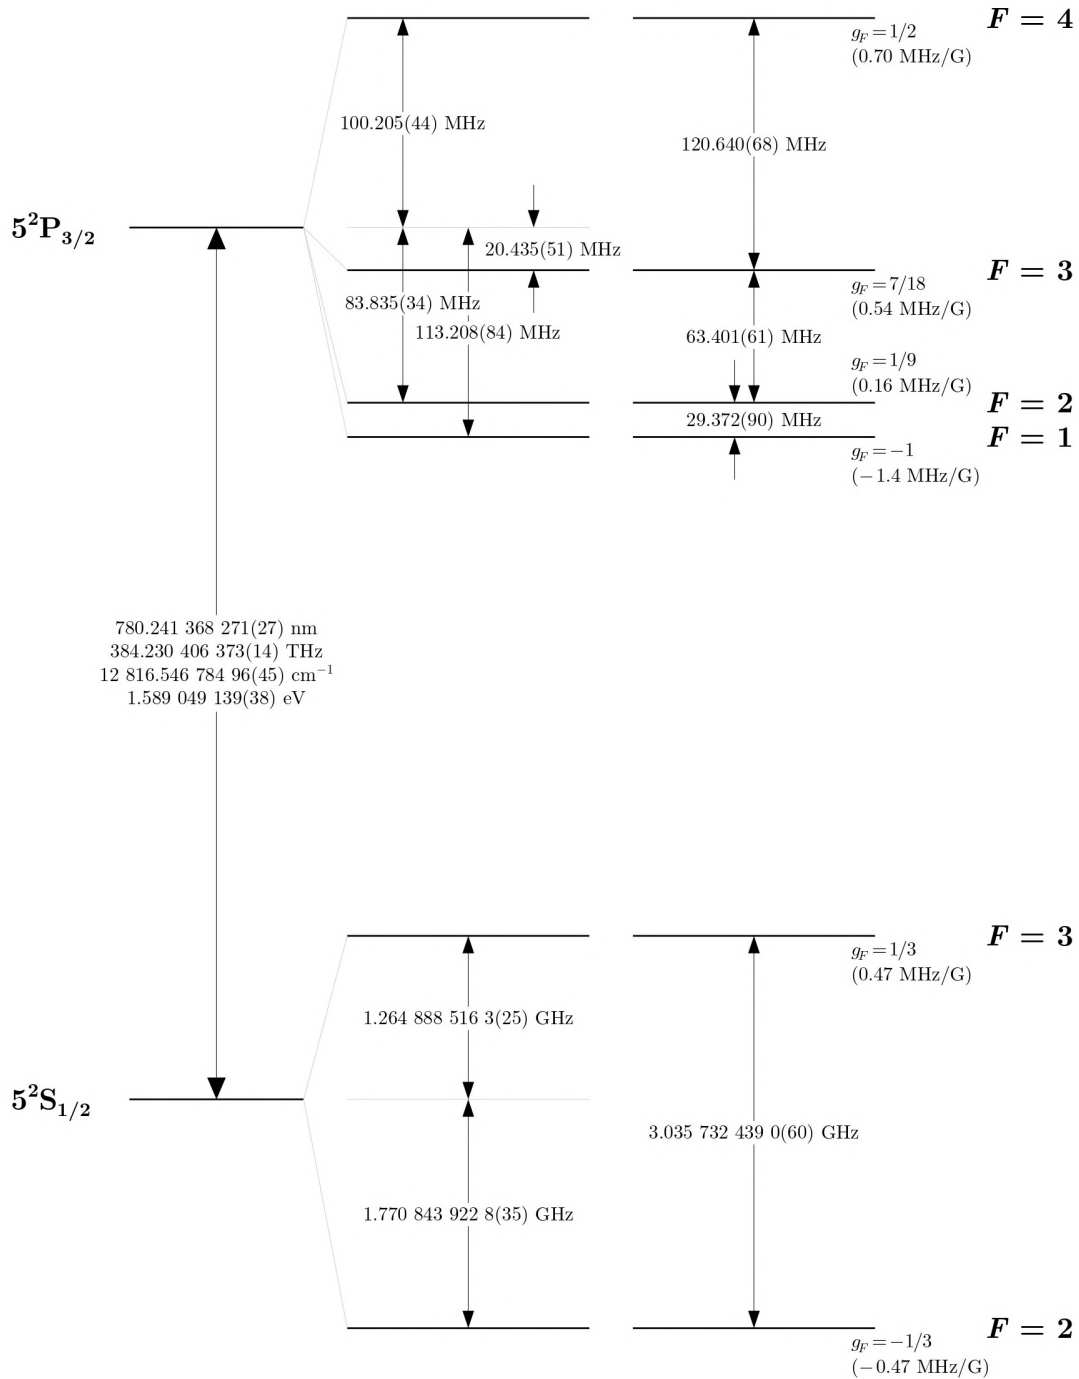 F = 4
g_F = 1/2
(0.70 MHz/G)
100.205(44) MHz
120.640(68) MHz
5²P₃/₂
20.435(51) MHz
F = 3
g_F = 7/18
(0.54 MHz/G)
83.835(34) MHz
113.208(84) MHz
63.401(61) MHz
g_F = 1/9
(0.16 MHz/G)
F = 2
29.372(90) MHz
F = 1
g_F = −1
(−1.4 MHz/G)
780.241 368 271(27) nm
384.230 406 373(14) THz
12 816.546 784 96(45) cm⁻¹
1.589 049 139(38) eV
F = 3
g_F = 1/3
(0.47 MHz/G)
1.264 888 516 3(25) GHz
5²S₁/₂
3.035 732 439 0(60) GHz
1.770 843 922 8(35) GHz
F = 2
g_F = −1/3
(−0.47 MHz/G)